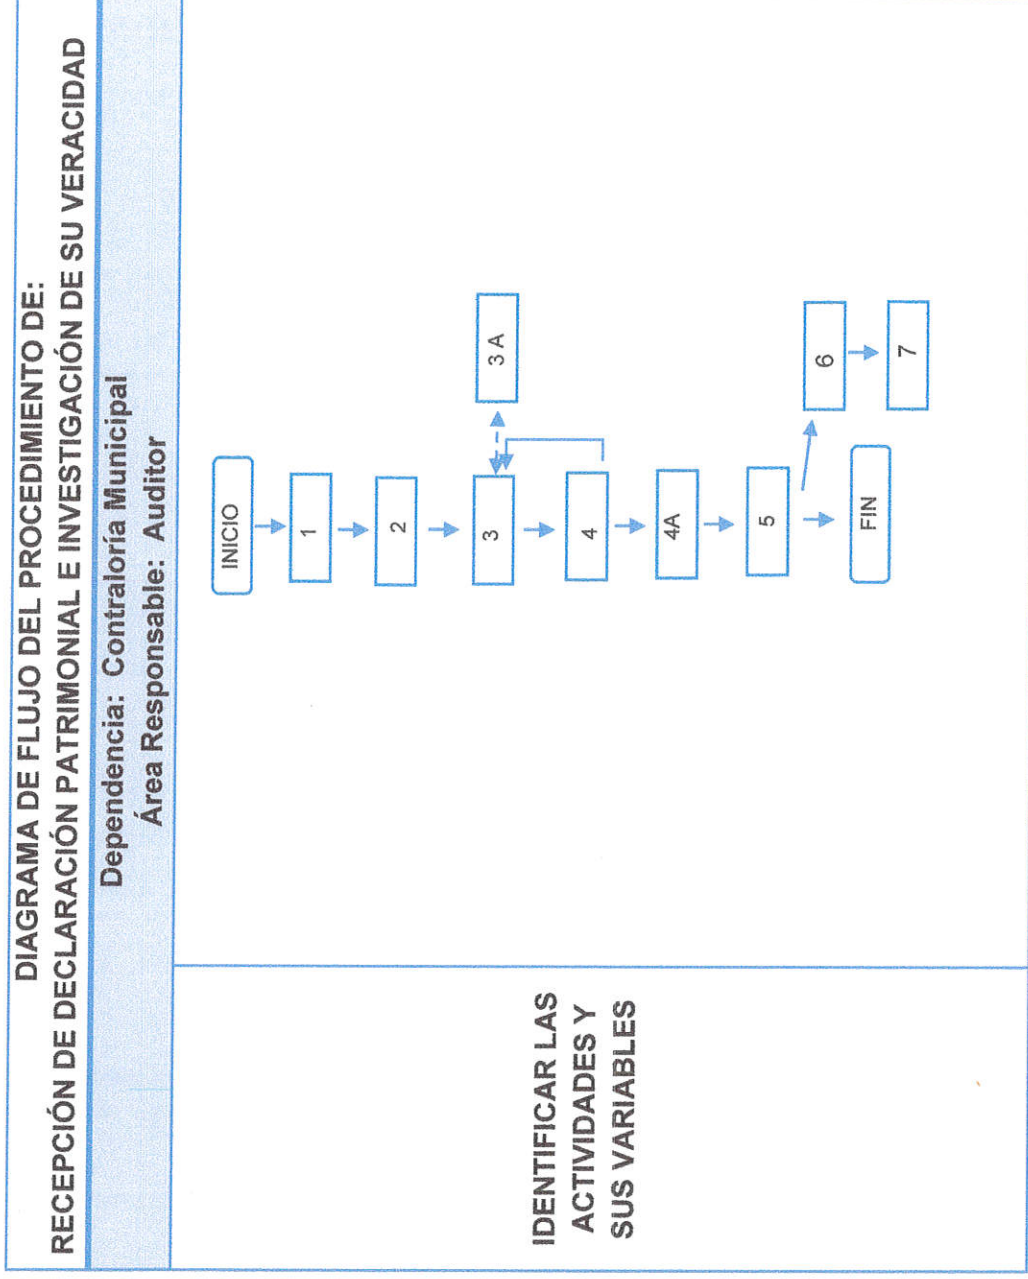 DIAGRAMA DE FLUJO DEL PROCEDIMIENTO DE:
RECEPCIÓN DE DECLARACIÓN PATRIMONIAL E INVESTIGACIÓN DE SU VERACIDAD
Dependencia: Contraloría Municipal
Área Responsable: Auditor
IDENTIFICAR LAS
ACTIVIDADES Y
SUS VARIABLES
INICIO
1
2
3
3 A
4
4A
5
6
FIN
7